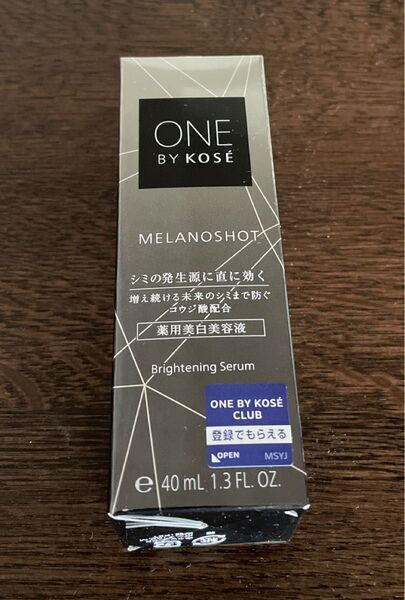 ONE
BY KOSÉ
MELANOSHOT
シミの発生源に直に効く
増え続ける未来のシミまで防ぐ
コウジ酸配合
薬用美白美容液
Brightening Serum
ONE BY KOSÉ
CLUB
登録でもらえる
OPEN MSYJ
e 40 mL 1.3 FL. OZ.